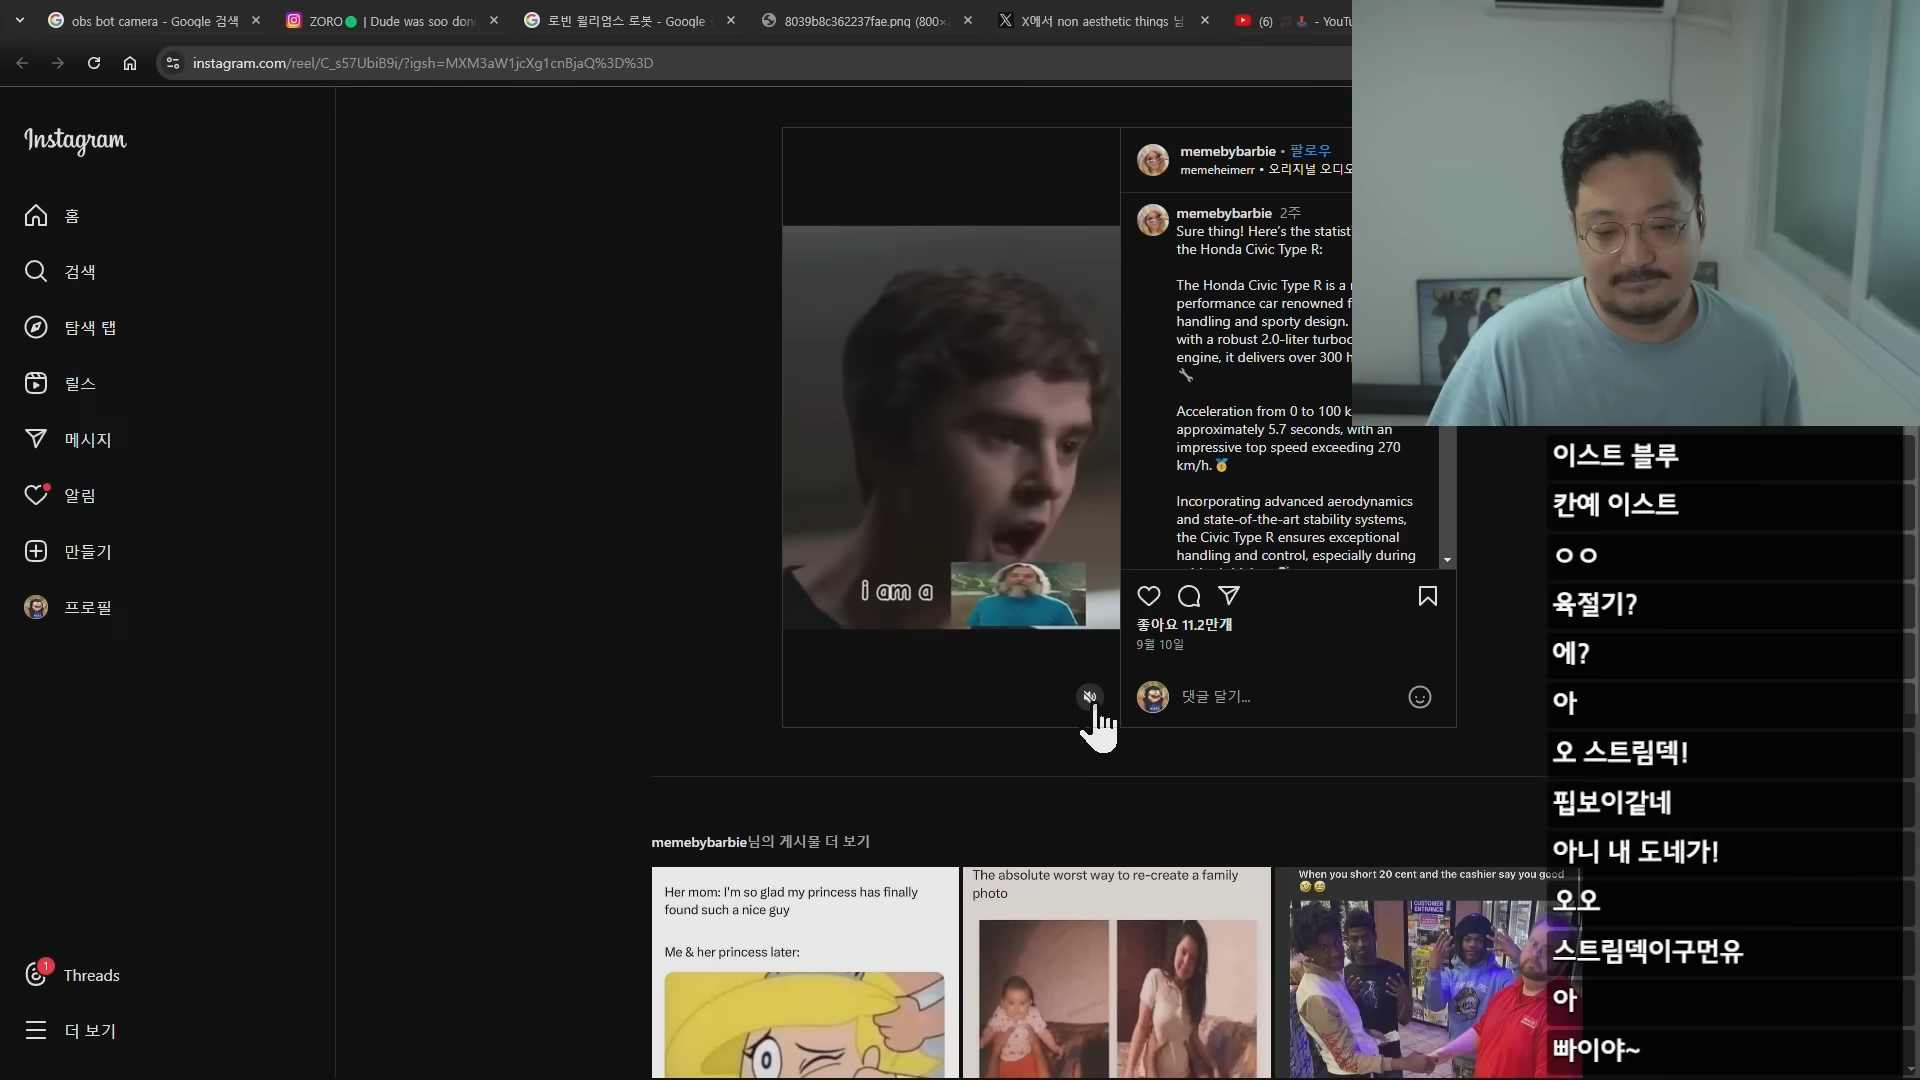 obs bot camera - Google 검색
ZORO | Dude was soo don
로빈 윌리엄스 로봇 - Google
8039b8c362237fae.png (800×
X에서 non aesthetic things 님
(6) - YouTu
instagram.com/reel/C_s57UbiB9i/?igsh=MXM3aW1jcXg1cnBjaQ%3D%3D
Instagram
홈
검색
탐색 탭
릴스
메시지
알림
만들기
프로필
1
Threads
더 보기
i am a
memebybarbie • 팔로우
memeheimerr • 오리지널 오디오
memebybarbie 2주
Sure thing! Here's the statist
the Honda Civic Type R:
The Honda Civic Type R is a
performance car renowned f
handling and sporty design.
with a robust 2.0-liter turboc
engine, it delivers over 300 h
Acceleration from 0 to 100 k
approximately 5.7 seconds, with an
impressive top speed exceeding 270
km/h.
Incorporating advanced aerodynamics
and state-of-the-art stability systems,
the Civic Type R ensures exceptional
handling and control, especially during
좋아요 11.2만개
9월 10일
댓글 달기...
memebybarbie님의 게시물 더 보기
Her mom: I'm so glad my princess has finally
found such a nice guy
Me & her princess later:
The absolute worst way to re-create a family
photo
When you short 20 cent and the cashier say you good
CUSTOMER
ENTRANCE
이스트 블루
칸예 이스트
ㅇㅇ
육절기?
에?
아
오 스트림덱!
핍보이같네
아니 내 도네가!
오오
스트림덱이구먼유
아
빠이야~